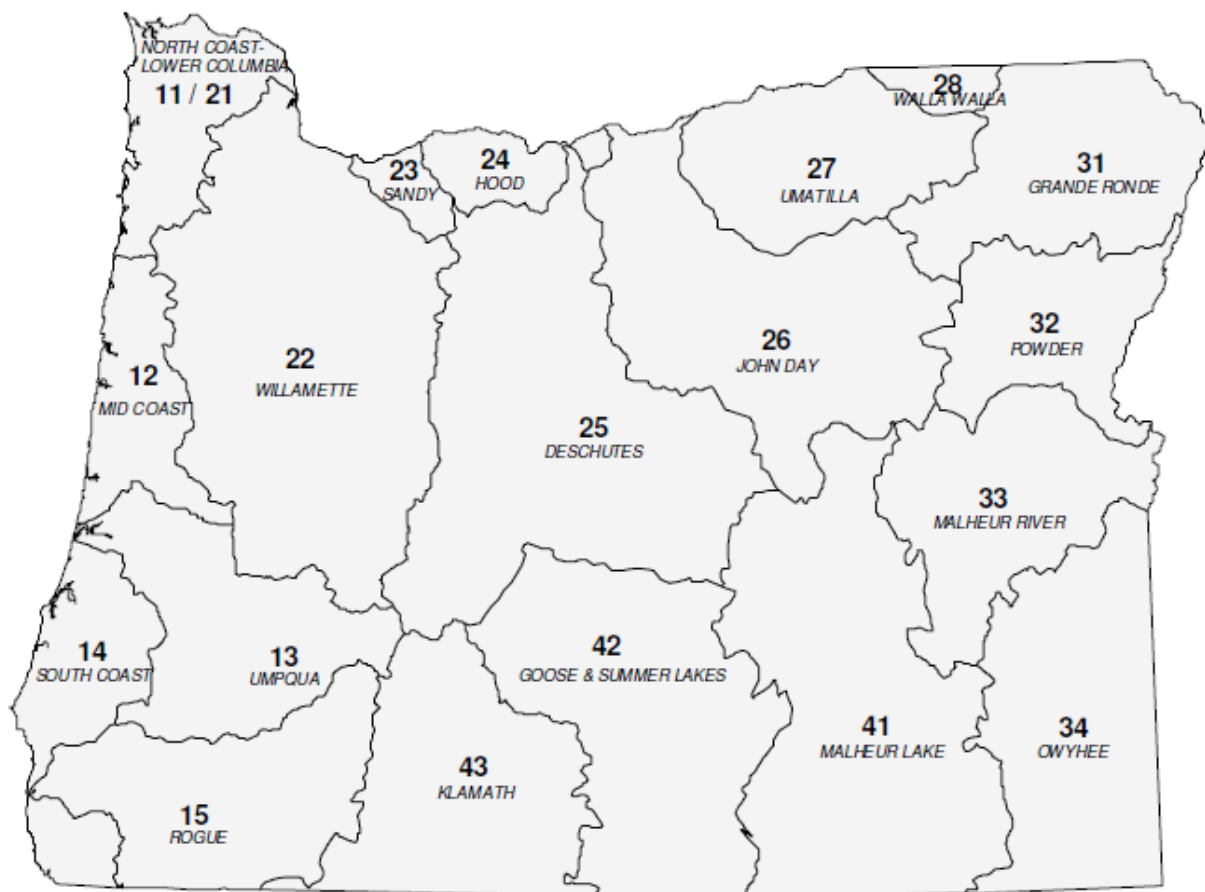 NORTH COAST-
LOWER COLUMBIA
11 / 21
28
WALLA WALLA
23
SANDY
24
HOOD
27
UMATILLA
31
GRANDE RONDE
32
POWDER
26
JOHN DAY
22
WILLAMETTE
12
MID COAST
25
DESCHUTES
33
MALHEUR RIVER
14
SOUTH COAST
13
UMPQUA
42
GOOSE & SUMMER LAKES
41
MALHEUR LAKE
34
OWYHEE
43
KLAMATH
15
ROGUE